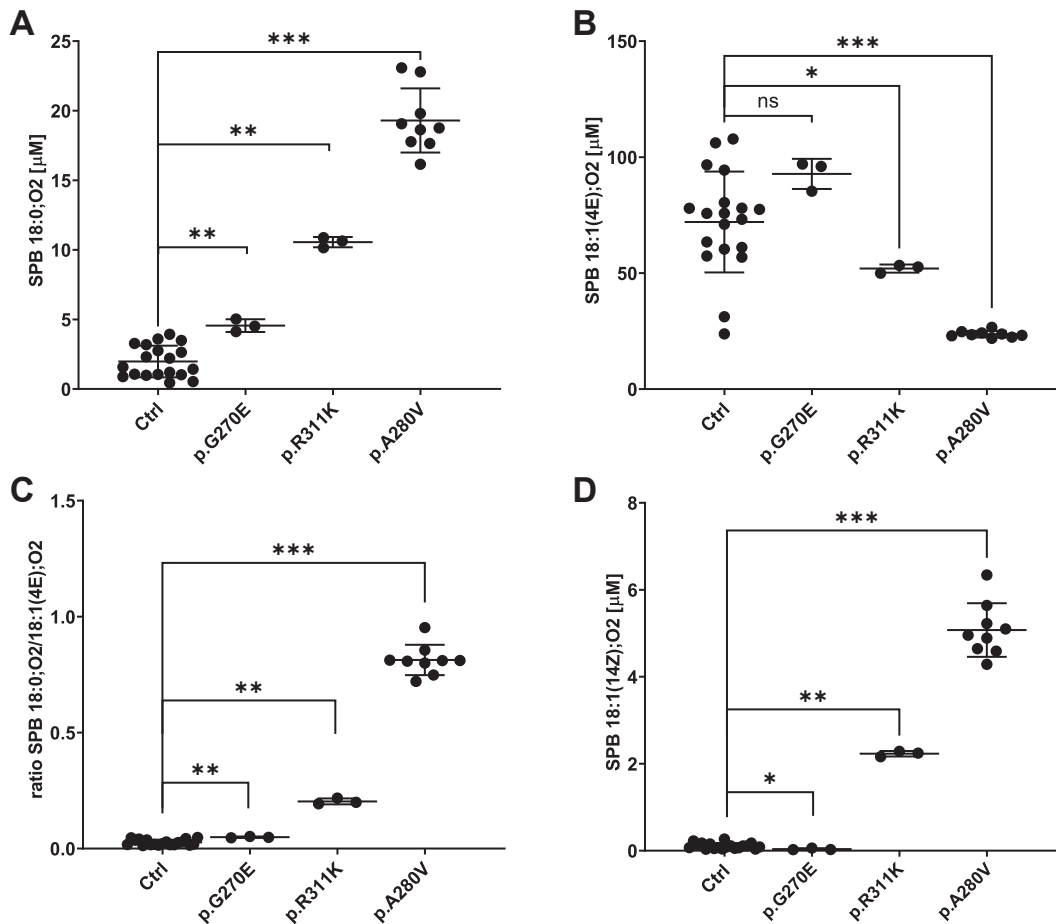 A
SPB 18:0;O2 [μM]
25
20
15
10
5
0
***
**
**
Ctrl
p.G270E
p.R311K
p.A280V
B
SPB 18:1(4E);O2 [μM]
150
100
50
0
***
*
ns
Ctrl
p.G270E
p.R311K
p.A280V
C
ratio SPB 18:0;O2/18:1(4E);O2
1.5
1.0
0.5
0.0
***
**
**
Ctrl
p.G270E
p.R311K
p.A280V
D
SPB 18:1(14Z);O2 [μM]
8
6
4
2
0
***
**
*
Ctrl
p.G270E
p.R311K
p.A280V